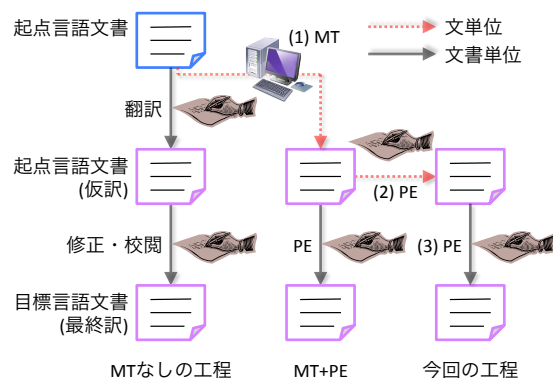 起点言語文書
(1) MT
文単位
文書単位
翻訳
起点言語文書
(仮訳)
(2) PE
修正・校閲
PE
(3) PE
目標言語文書
(最終訳)
MTなしの工程
MT+PE
今回の工程